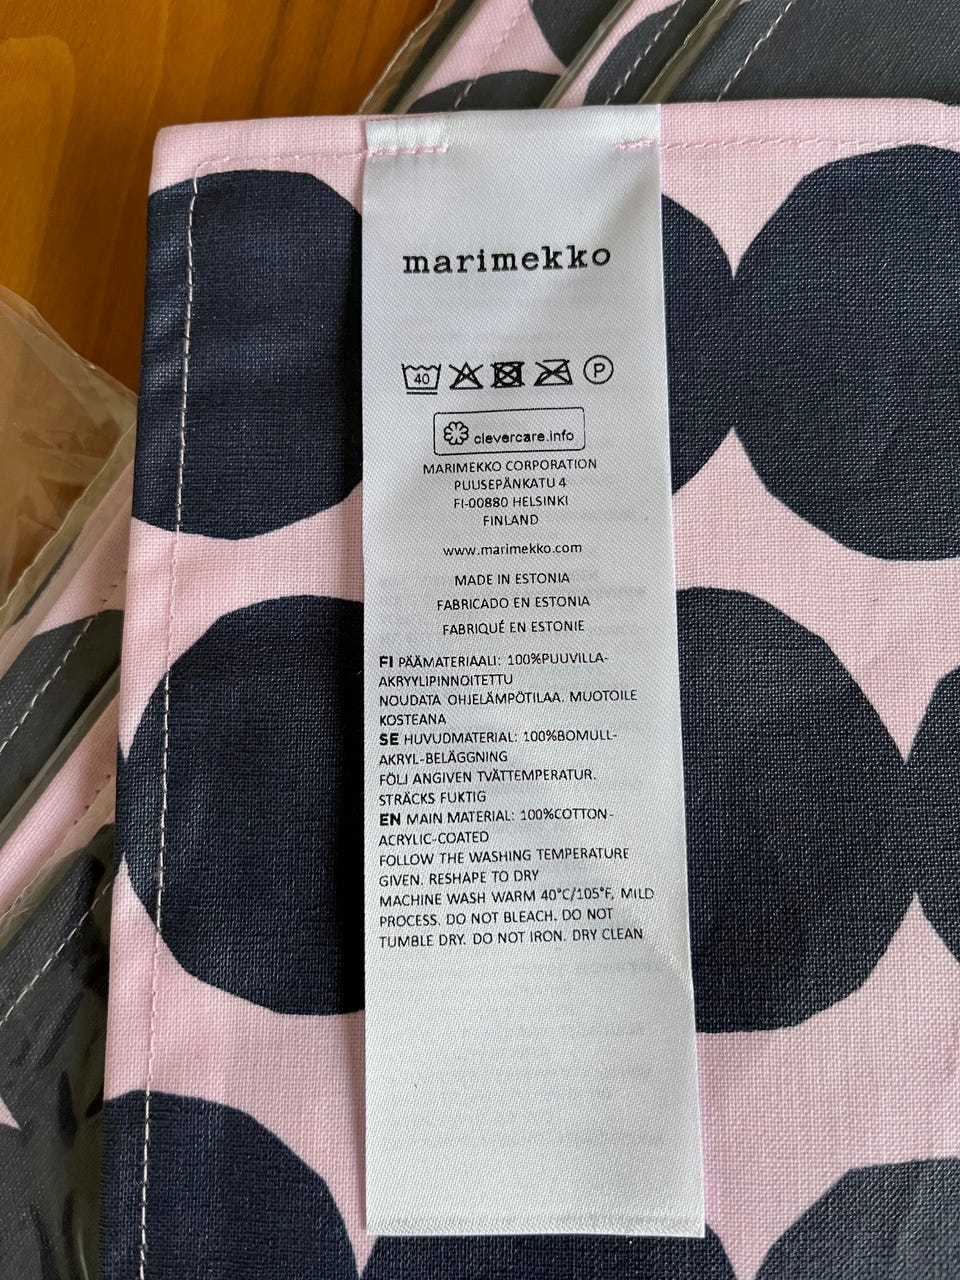 marimekko
40 P
clevercare.info
MARIMEKKO CORPORATION
PUUSEPÄNKATU 4
FI-00880 HELSINKI
FINLAND
www.marimekko.com
MADE IN ESTONIA
FABRICADO EN ESTONIA
FABRIQUÉ EN ESTONIE
FI PÄÄMATERIAALI: 100%PUUVILLA-
AKRYYLIPINNOITETTU
NOUDATA OHJELÄMPÖTILAA. MUOTOILE
KOSTEANA
SE HUVUDMATERIAL: 100%BOMULL-
AKRYL-BELÄGGNING
FÖLJ ANGIVEN TVÄTTEMPERATUR.
STRÄCKS FUKTIG
EN MAIN MATERIAL: 100%COTTON-
ACRYLIC-COATED
FOLLOW THE WASHING TEMPERATURE
GIVEN. RESHAPE TO DRY
MACHINE WASH WARM 40°C/105°F, MILD
PROCESS. DO NOT BLEACH. DO NOT
TUMBLE DRY. DO NOT IRON. DRY CLEAN